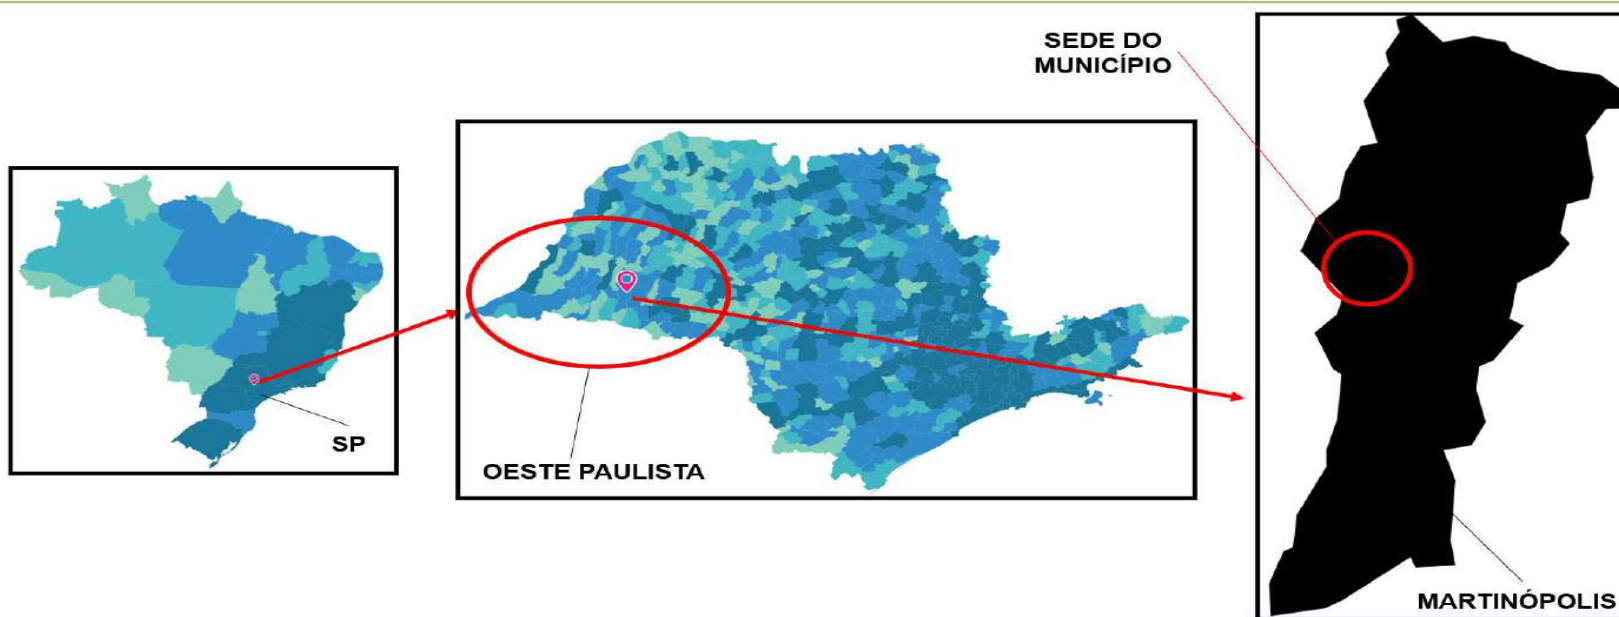 SP
OESTE PAULISTA
SEDE DO
MUNICÍPIO
MARTINÓPOLIS